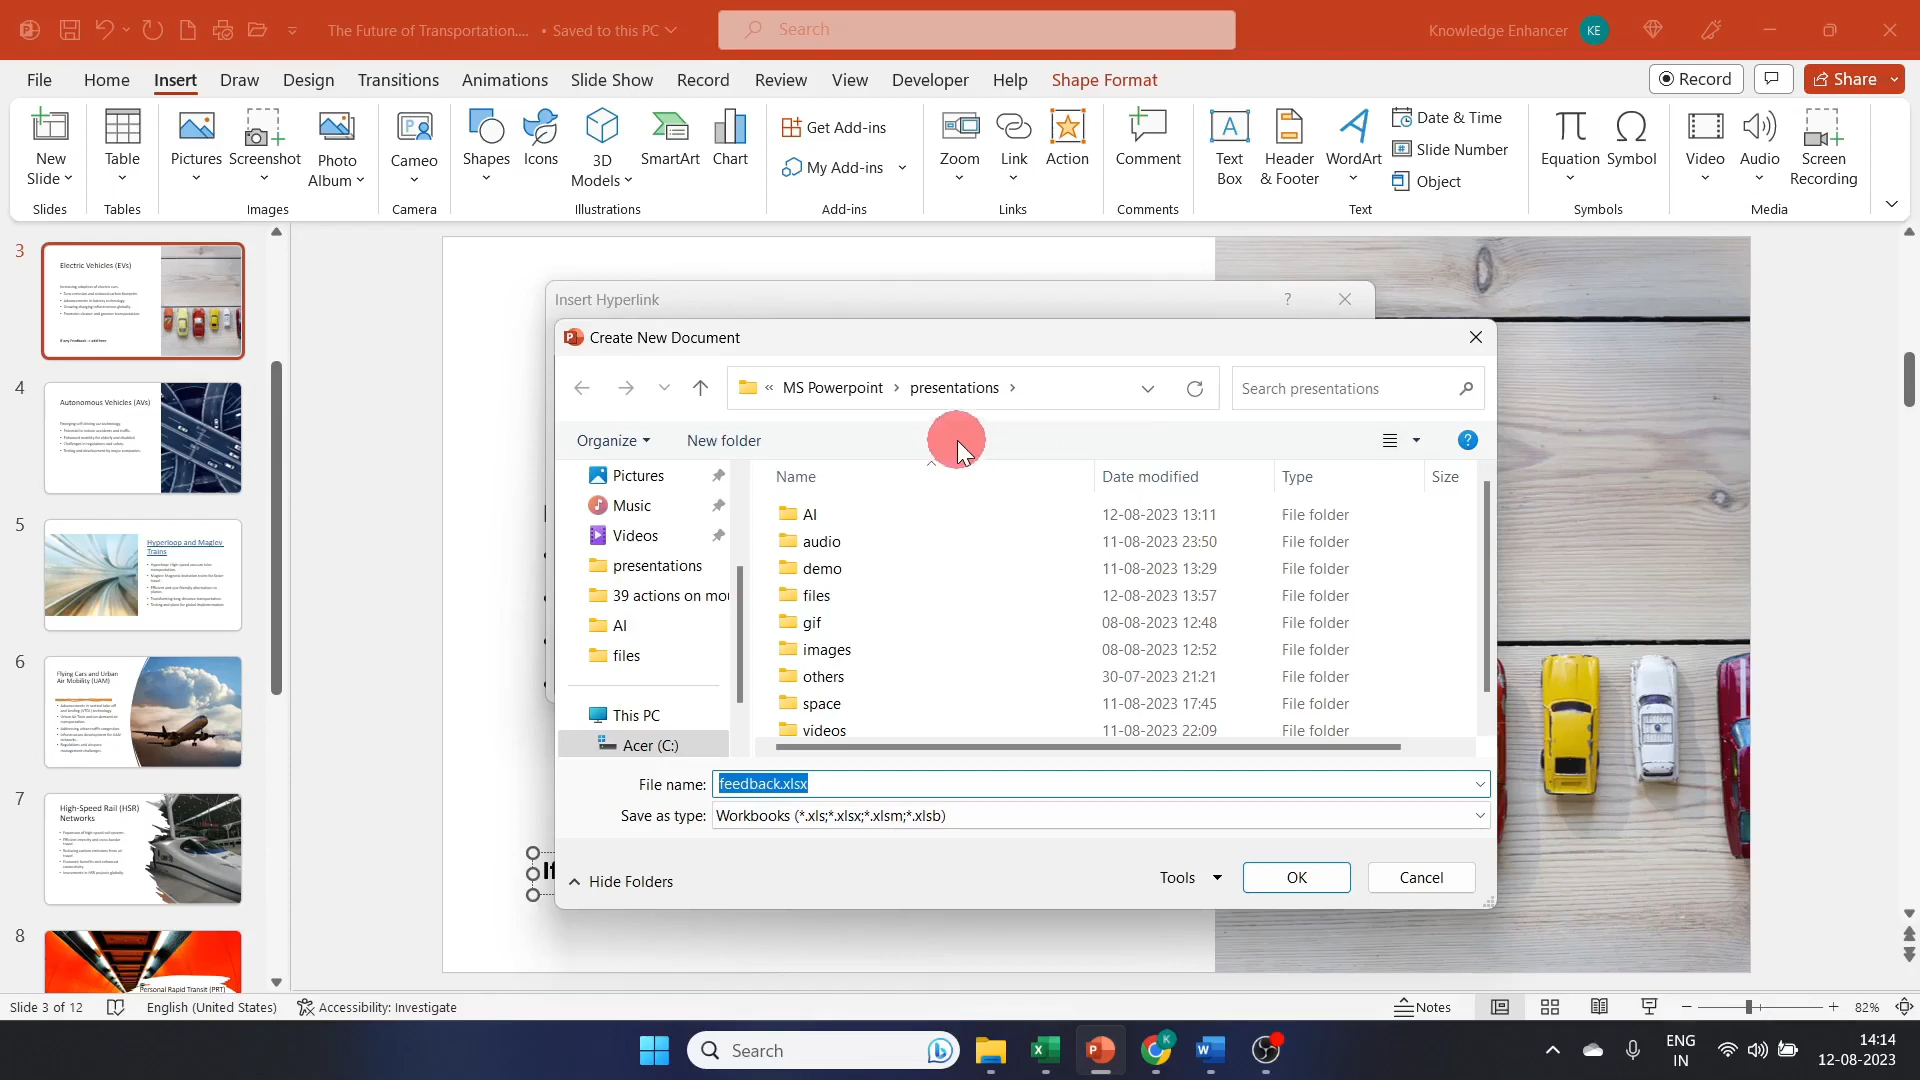 The Future of Transportation.... • Saved to this PC
Search
Knowledge Enhancer
KE
File
Home
Insert
Draw
Design
Transitions
Animations
Slide Show
Record
Review
View
Developer
Help
Shape Format
Record
Share
New Slide
Table
Pictures
Screenshot
Photo Album
Cameo
Shapes
Icons
3D Models
SmartArt
Chart
Get Add-ins
My Add-ins
Zoom
Link
Action
Comment
Text Box
Header & Footer
WordArt
Date & Time
Slide Number
Object
Equation
Symbol
Video
Audio
Screen Recording
Slides
Tables
Images
Camera
Illustrations
Add-ins
Links
Comments
Text
Symbols
Media
3
Electric Vehicles (EVs)
4
Autonomous Vehicles (AVs)
5
Hyperloop and Maglev
Trains
6
Flying Cars and Urban
Air Mobility (UAM)
7
High-Speed Rail (HSR)
Networks
8
Personal Rapid Transit (PRT)
Insert Hyperlink
?
Create New Document
« MS Powerpoint › presentations ›
Search presentations
Organize
New folder
?
Pictures
Music
Videos
presentations
39 actions on mou
AI
files
This PC
Acer (C:)
Name Date modified Type Size
AI 12-08-2023 13:11 File folder
audio 11-08-2023 23:50 File folder
demo 11-08-2023 13:29 File folder
files 12-08-2023 13:57 File folder
gif 08-08-2023 12:48 File folder
images 08-08-2023 12:52 File folder
others 30-07-2023 21:21 File folder
space 11-08-2023 17:45 File folder
videos 11-08-2023 22:09 File folder
File name: feedback.xlsx
Save as type: Workbooks (*.xls;*.xlsx;*.xlsm;*.xlsb)
If
Hide Folders
Tools
OK
Cancel
Slide 3 of 12
English (United States)
Accessibility: Investigate
Notes
82%
Search
ENG
IN
14:14
12-08-2023